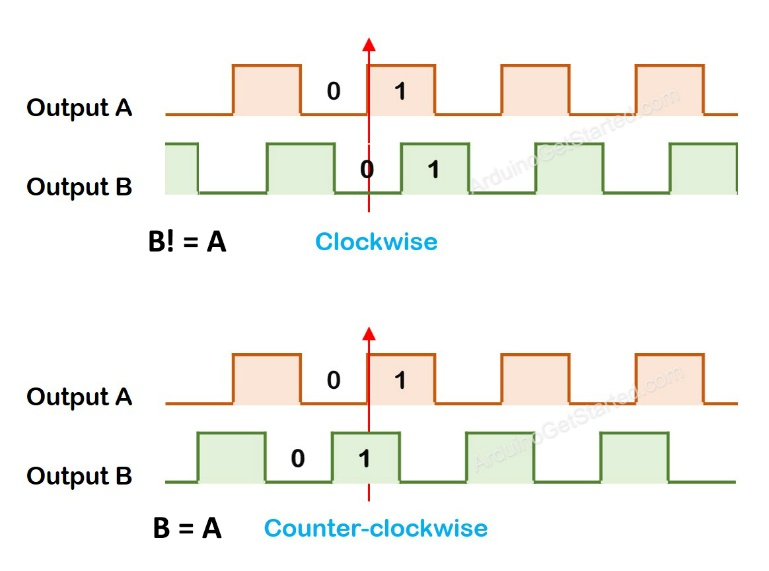 0 1
Output A
ArduinoGetStarted.com
0 1
Output B
B! = A Clockwise
0 1
Output A
ArduinoGetStarted.com
0 1
Output B
B = A Counter-clockwise